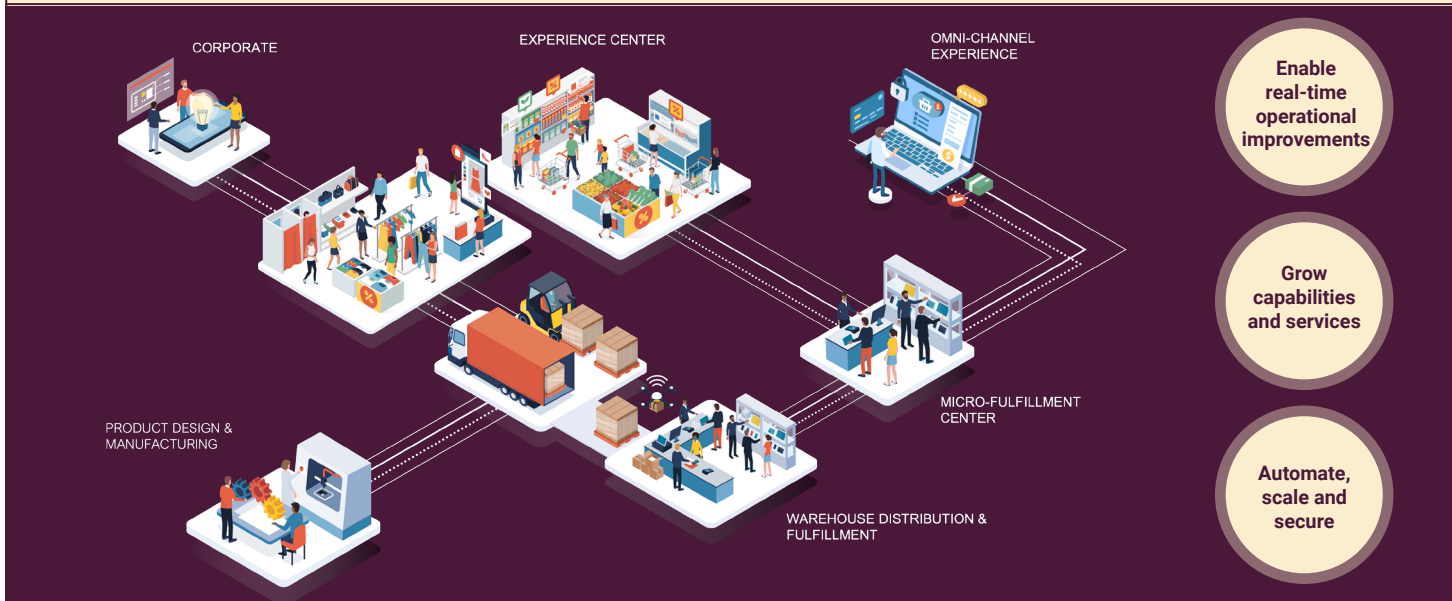 CORPORATE
EXPERIENCE CENTER
OMNI-CHANNEL
EXPERIENCE
Enable
real-time
operational
improvements
Grow
capabilities
and services
MICRO-FULFILLMENT
CENTER
PRODUCT DESIGN &
MANUFACTURING
WAREHOUSE DISTRIBUTION &
FULFILLMENT
Automate,
scale and
secure